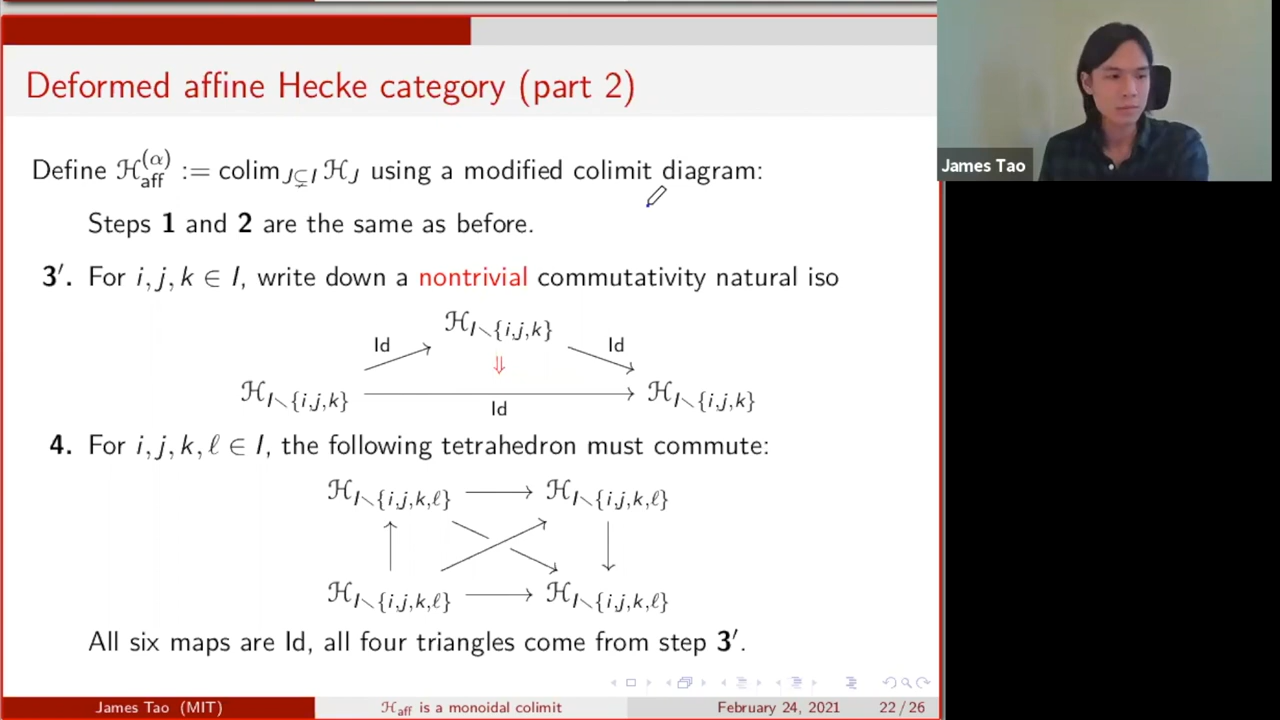 Deformed affine Hecke category (part 2)
Define ℋ_aff^(α) := colim_{J⊊I} ℋ_J using a modified colimit diagram:
Steps 1 and 2 are the same as before.
3′. For i, j, k ∈ I, write down a nontrivial commutativity natural iso
ℋ_{I∖{i,j,k}}
Id Id
⇓
ℋ_{I∖{i,j,k}} ℋ_{I∖{i,j,k}}
Id
4. For i, j, k, ℓ ∈ I, the following tetrahedron must commute:
ℋ_{I∖{i,j,k,ℓ}} ℋ_{I∖{i,j,k,ℓ}}
ℋ_{I∖{i,j,k,ℓ}} ℋ_{I∖{i,j,k,ℓ}}
All six maps are Id, all four triangles come from step 3′.
James Tao (MIT) ℋ_aff is a monoidal colimit February 24, 2021 22 / 26
James Tao